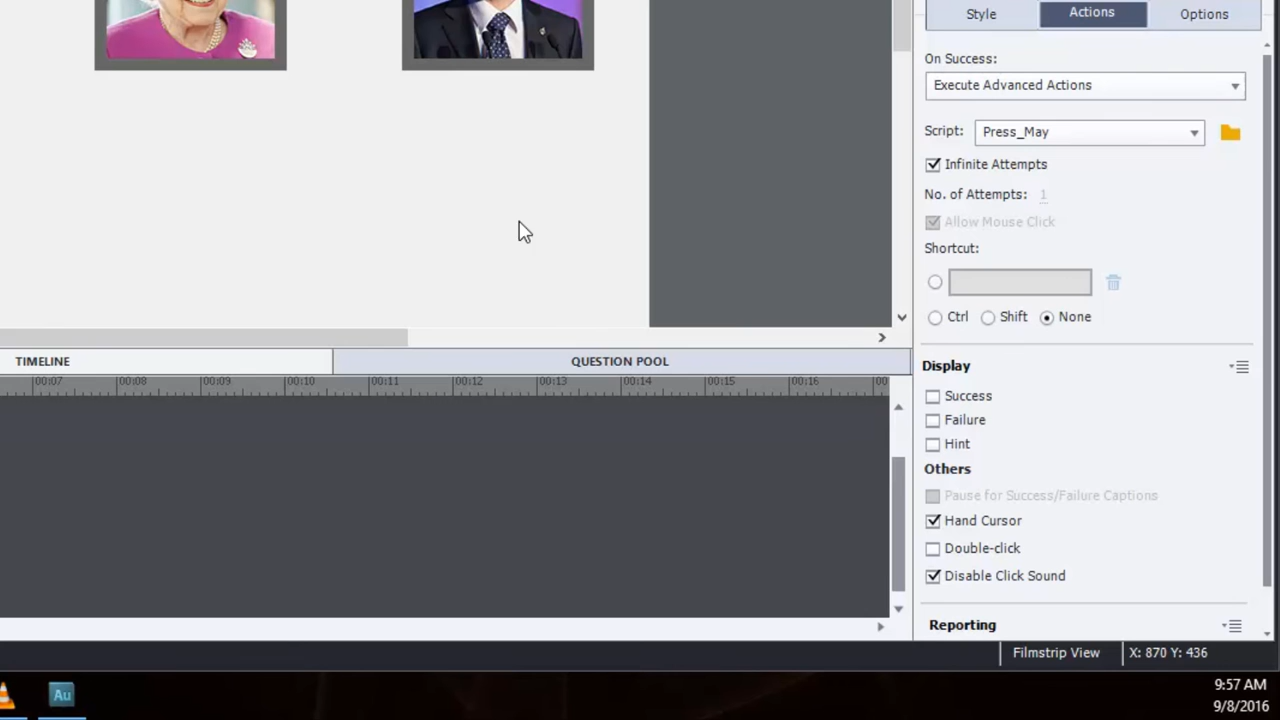 Style Actions Options
On Success:
Execute Advanced Actions
Script: Press_May
Infinite Attempts
No. of Attempts: 1
Allow Mouse Click
Shortcut:
Ctrl Shift None
TIMELINE QUESTION POOL
00:07 00:08 00:09 00:10 00:11 00:12 00:13 00:14 00:15 00:16 00
Display
Success
Failure
Hint
Others
Pause for Success/Failure Captions
Hand Cursor
Double-click
Disable Click Sound
Reporting
Filmstrip View X: 870 Y: 436
Au
9:57 AM
9/8/2016